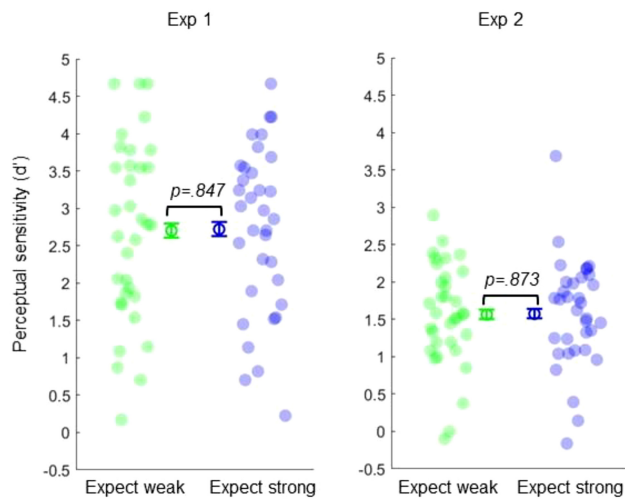 Exp 1
Perceptual sensitivity (d')
5
4.5
4
3.5
3
2.5
2
1.5
1
0.5
0
-0.5
p=.847
Expect weak
Expect strong
Exp 2
5
4.5
4
3.5
3
2.5
2
1.5
1
0.5
0
-0.5
p=.873
Expect weak
Expect strong